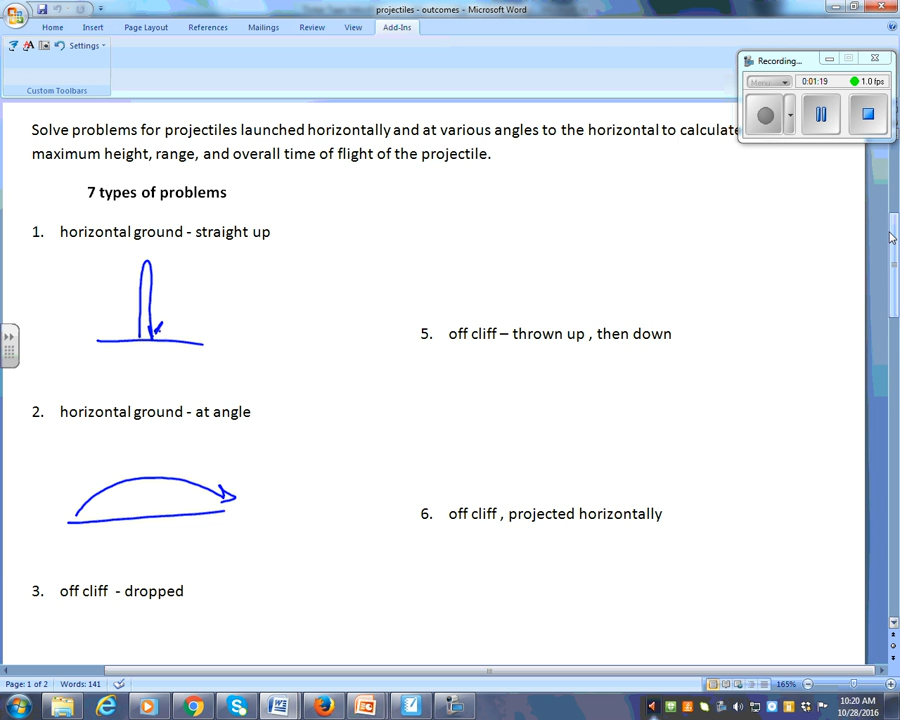 projectiles - outcomes - Microsoft Word
Home Insert Page Layout References Mailings Review View Add-Ins
Settings
Custom Toolbars
Recording...
Menu 0:01:19 1.0 fps
Solve problems for projectiles launched horizontally and at various angles to the horizontal to calculate
maximum height, range, and overall time of flight of the projectile.
7 types of problems
1. horizontal ground - straight up
2. horizontal ground - at angle
3. off cliff - dropped
5. off cliff – thrown up , then down
6. off cliff , projected horizontally
Page: 1 of 2 Words: 141 165%
10:20 AM
10/28/2016